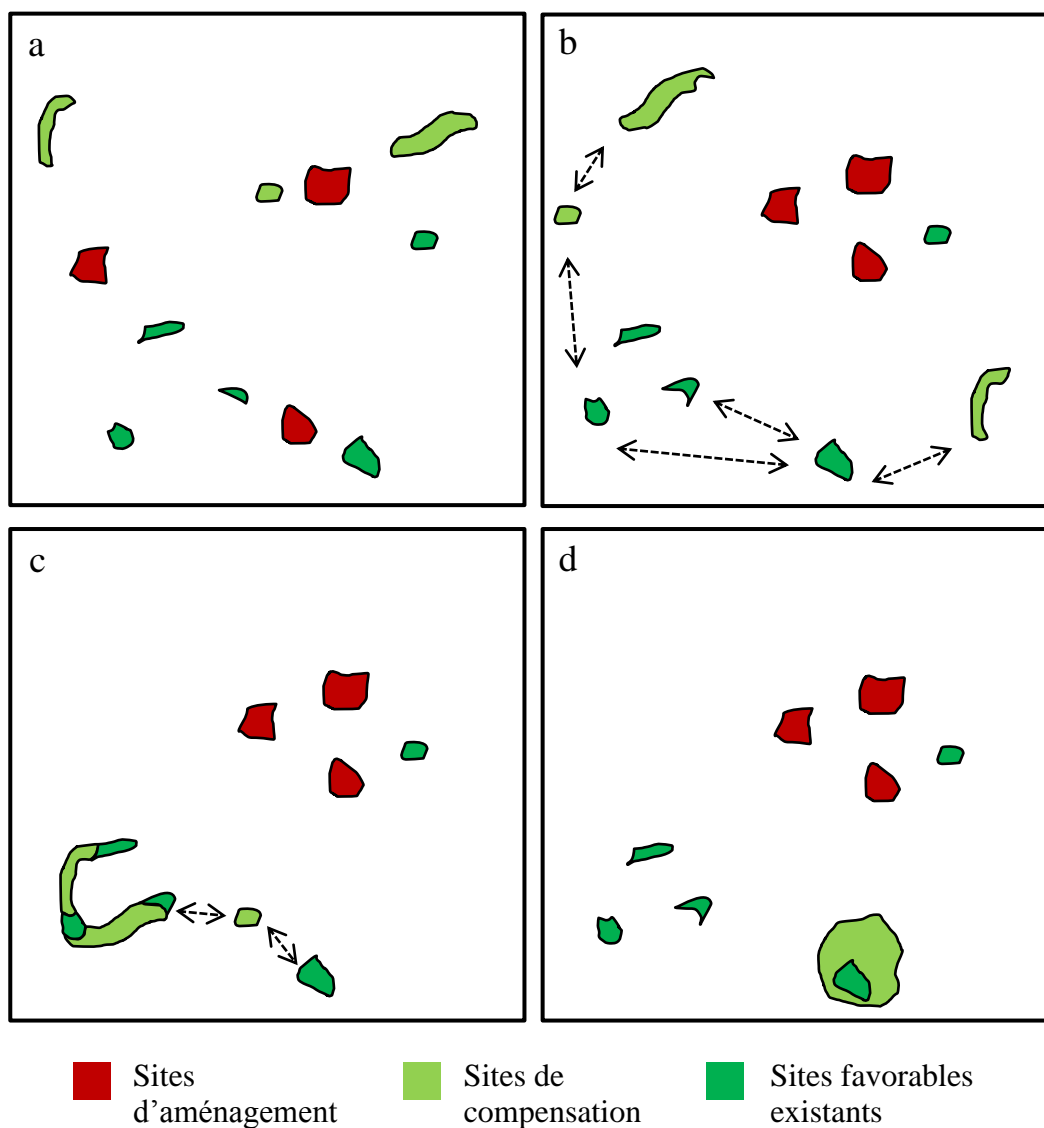 a
b
c
d
Sites
d’aménagement
Sites de
compensation
Sites favorables
existants